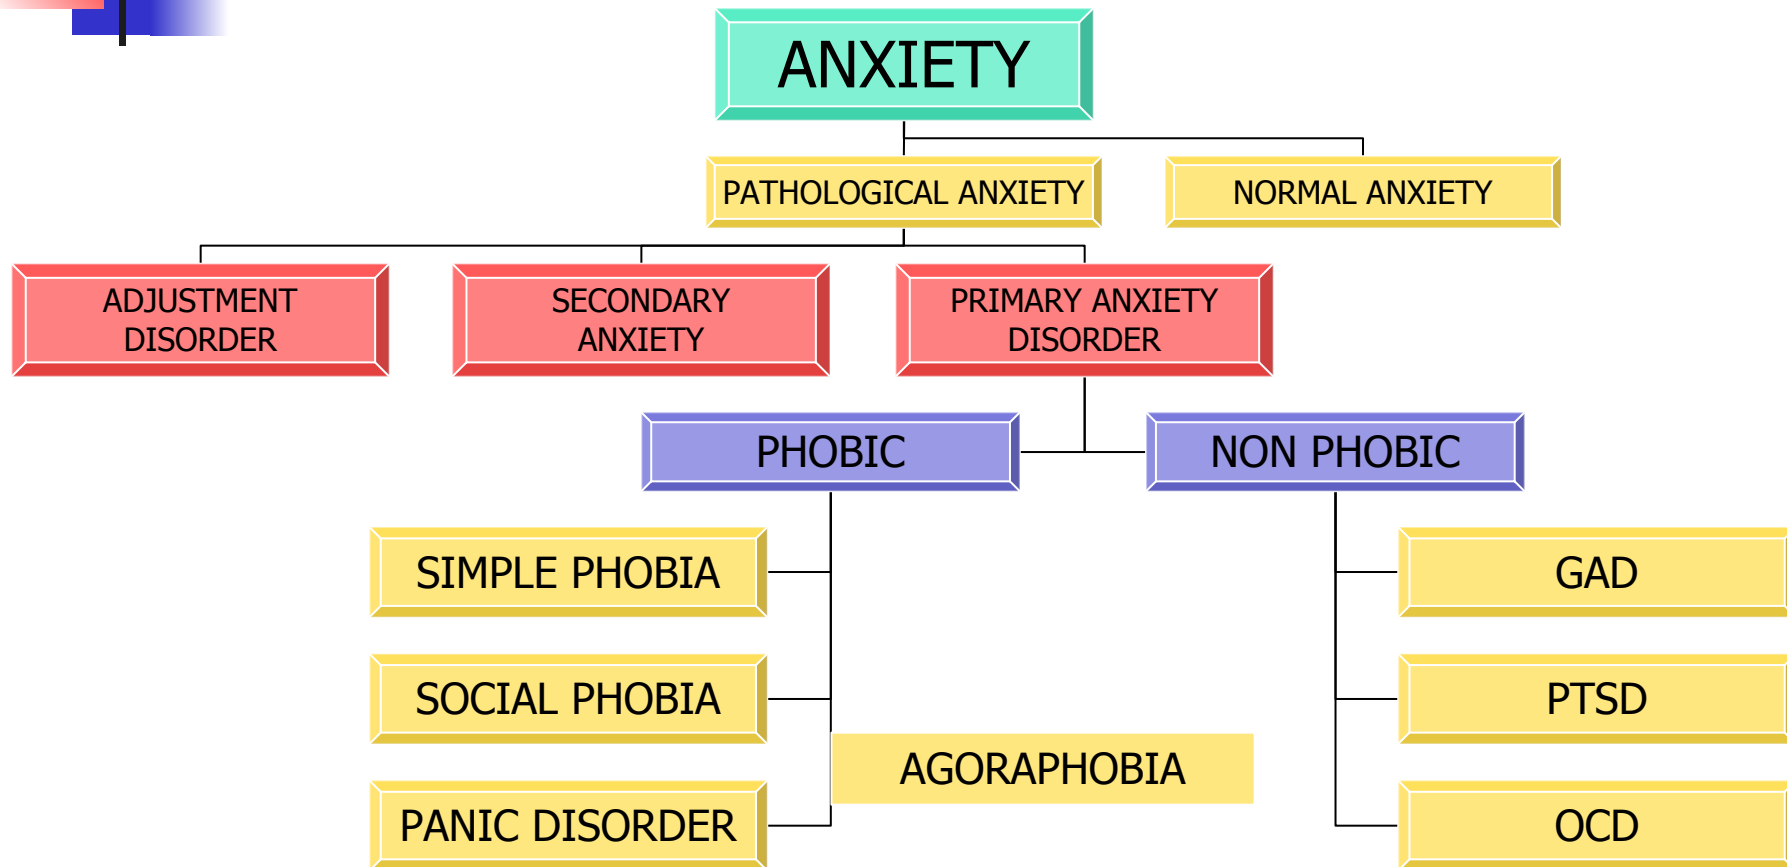 ANXIETY
PATHOLOGICAL ANXIETY
NORMAL ANXIETY
ADJUSTMENT
DISORDER
SECONDARY
ANXIETY
PRIMARY ANXIETY
DISORDER
PHOBIC
NON PHOBIC
SIMPLE PHOBIA
GAD
SOCIAL PHOBIA
PTSD
AGORAPHOBIA
PANIC DISORDER
OCD